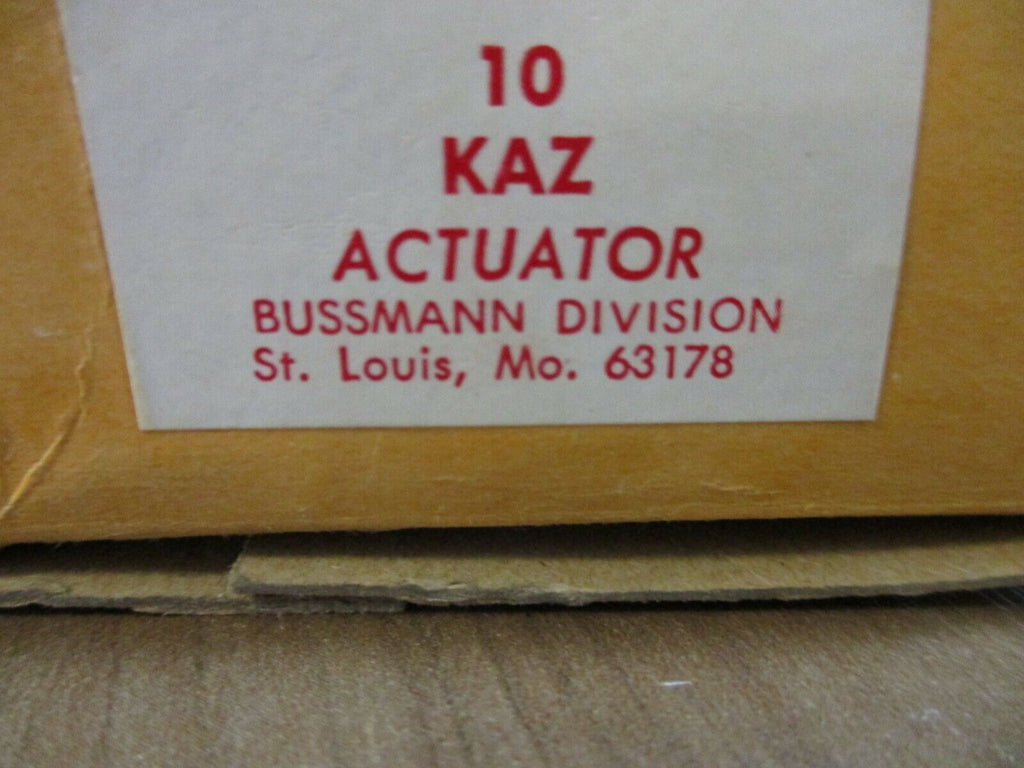 10
KAZ
ACTUATOR
BUSSMANN DIVISION
St. Louis, Mo. 63178